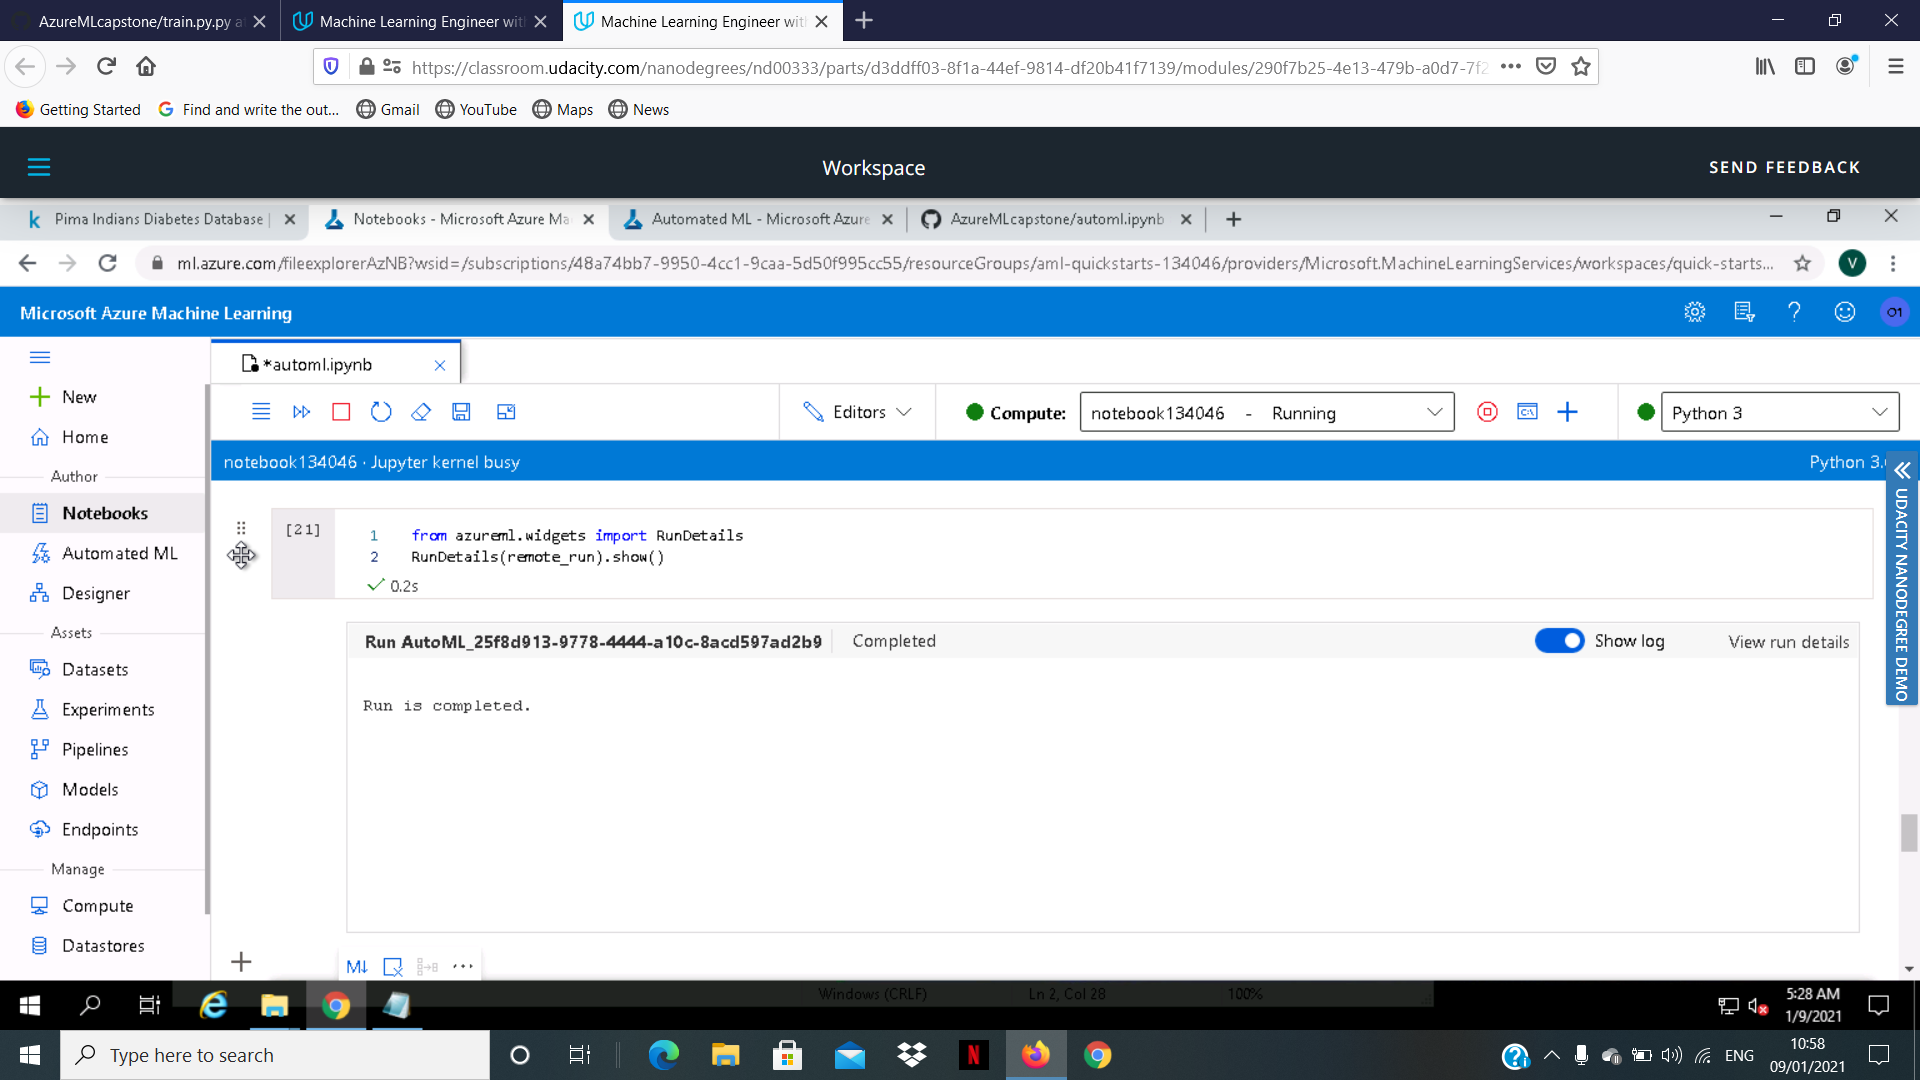 AzureMLcapstone/train.py.py a
Machine Learning Engineer wit
Machine Learning Engineer with
https://classroom.udacity.com/nanodegrees/nd00333/parts/d3ddff03-8f1a-44ef-9814-df20b41f7139/modules/290f7b25-4e13-479b-a0d7-7f2
Getting Started
Find and write the out...
Gmail
YouTube
Maps
News
Workspace
SEND FEEDBACK
Pima Indians Diabetes Database |
Notebooks - Microsoft Azure Ma
Automated ML - Microsoft Azure
AzureMLcapstone/automl.ipynb
ml.azure.com/fileexplorerAzNB?wsid=/subscriptions/48a74bb7-9950-4cc1-9caa-5d50f995cc55/resourceGroups/aml-quickstarts-134046/providers/Microsoft.MachineLearningServices/workspaces/quick-starts...
V
Microsoft Azure Machine Learning
O1
*automl.ipynb
New
Home
Author
Notebooks
Automated ML
Designer
Assets
Datasets
Experiments
Pipelines
Models
Endpoints
Manage
Compute
Datastores
Editors
Compute:
notebook134046 - Running
Python 3
notebook134046 · Jupyter kernel busy
Python 3.
UDACITY NANODEGREE DEMO
[21]
1 from azureml.widgets import RunDetails
2 RunDetails(remote_run).show()
0.2s
Run AutoML_25f8d913-9778-4444-a10c-8acd597ad2b9
Completed
Show log
View run details
Run is completed.
M↓
Windows (CRLF)
Ln 2, Col 28
100%
5:28 AM
1/9/2021
Type here to search
ENG
10:58
09/01/2021